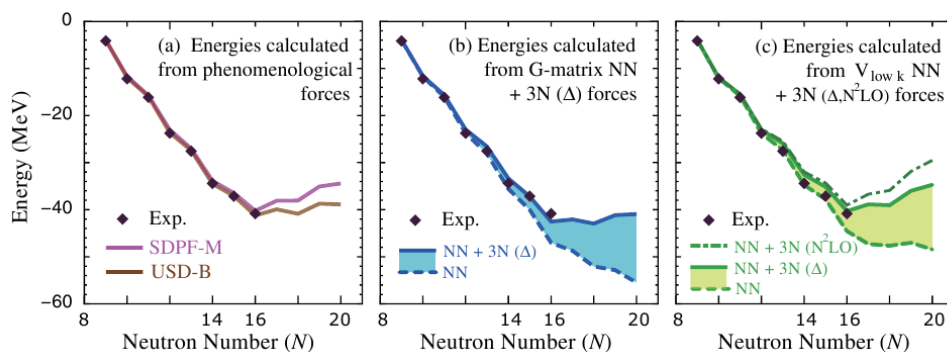 0
−20
−40
−60
Energy (MeV)
(a) Energies calculated
from phenomenological
forces
Exp.
SDPF-M
USD-B
8
14
16
20
Neutron Number (N)
(b) Energies calculated
from G-matrix NN
+ 3N (Δ) forces
Exp.
NN + 3N (Δ)
NN
8
14
16
20
Neutron Number (N)
(c) Energies calculated
from V low k NN
+ 3N (Δ,N²LO) forces
Exp.
NN + 3N (N²LO)
NN + 3N (Δ)
NN
8
14
16
20
Neutron Number (N)